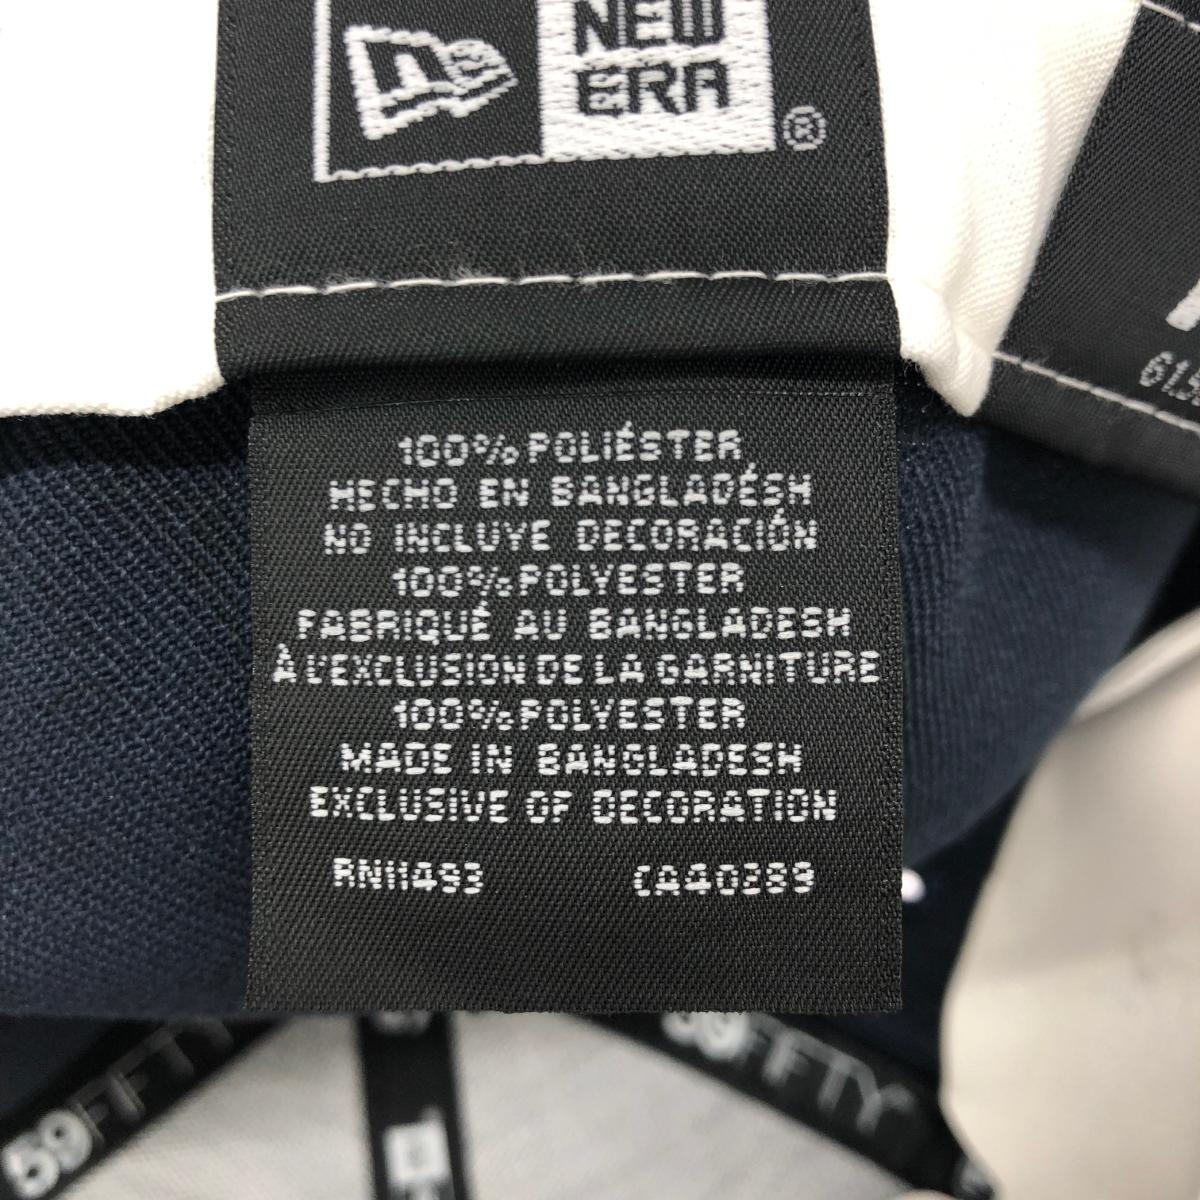 NEW
ERA
®
100% POLIÉSTER
HECHO EN BANGLADÉSH
NO INCLUYE DECORACIÓN
100% POLYESTER
FABRIQUÉ AU BANGLADESH
À L'EXCLUSION DE LA GARNITURE
100% POLYESTER
MADE IN BANGLADESH
EXCLUSIVE OF DECORATION
RN11493 CA40289
59FIFTY
59FIFTY